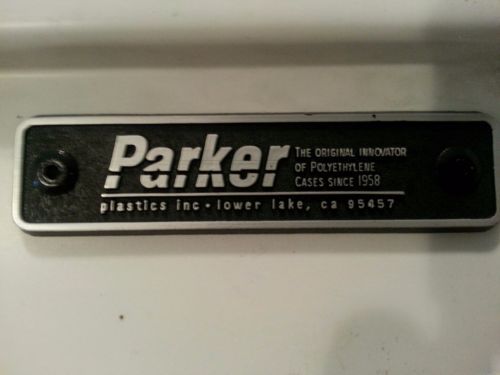 Parker
THE ORIGINAL INNOVATOR
OF POLYETHYLENE
CASES SINCE 1958
plastics inc • lower lake, ca 95457